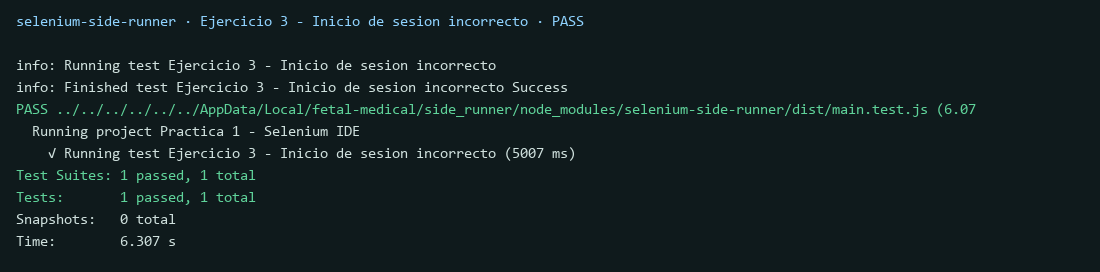 selenium-side-runner · Ejercicio 3 - Inicio de sesion incorrecto · PASS
info: Running test Ejercicio 3 - Inicio de sesion incorrecto
info: Finished test Ejercicio 3 - Inicio de sesion incorrecto Success
PASS ../../../../../../AppData/Local/fetal-medical/side_runner/node_modules/selenium-side-runner/dist/main.test.js (6.07
Running project Practica 1 - Selenium IDE
√ Running test Ejercicio 3 - Inicio de sesion incorrecto (5007 ms)
Test Suites: 1 passed, 1 total
Tests:       1 passed, 1 total
Snapshots:   0 total
Time:        6.307 s